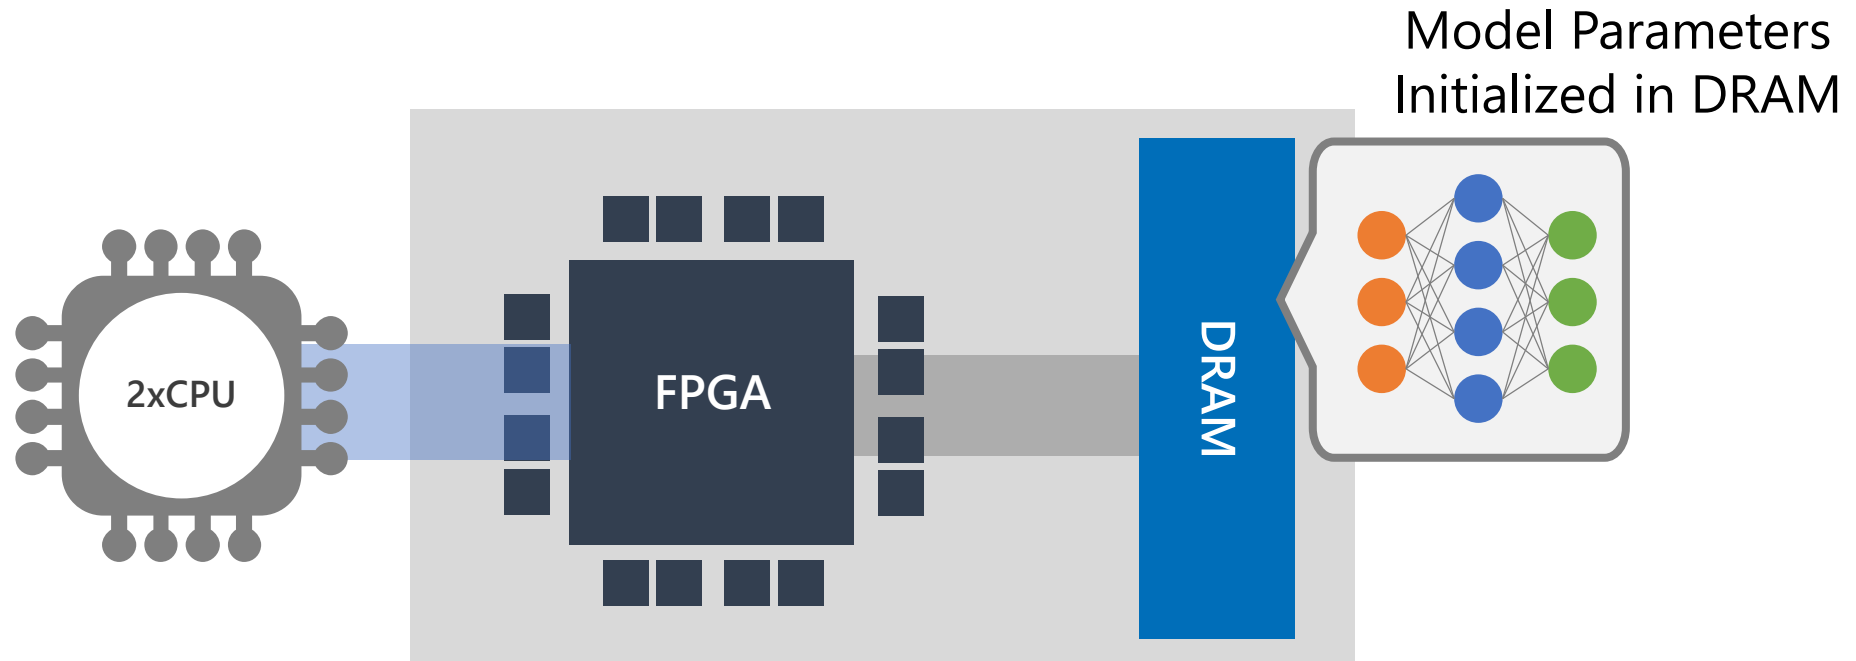 Model Parameters
Initialized in DRAM
2xCPU
FPGA
DRAM